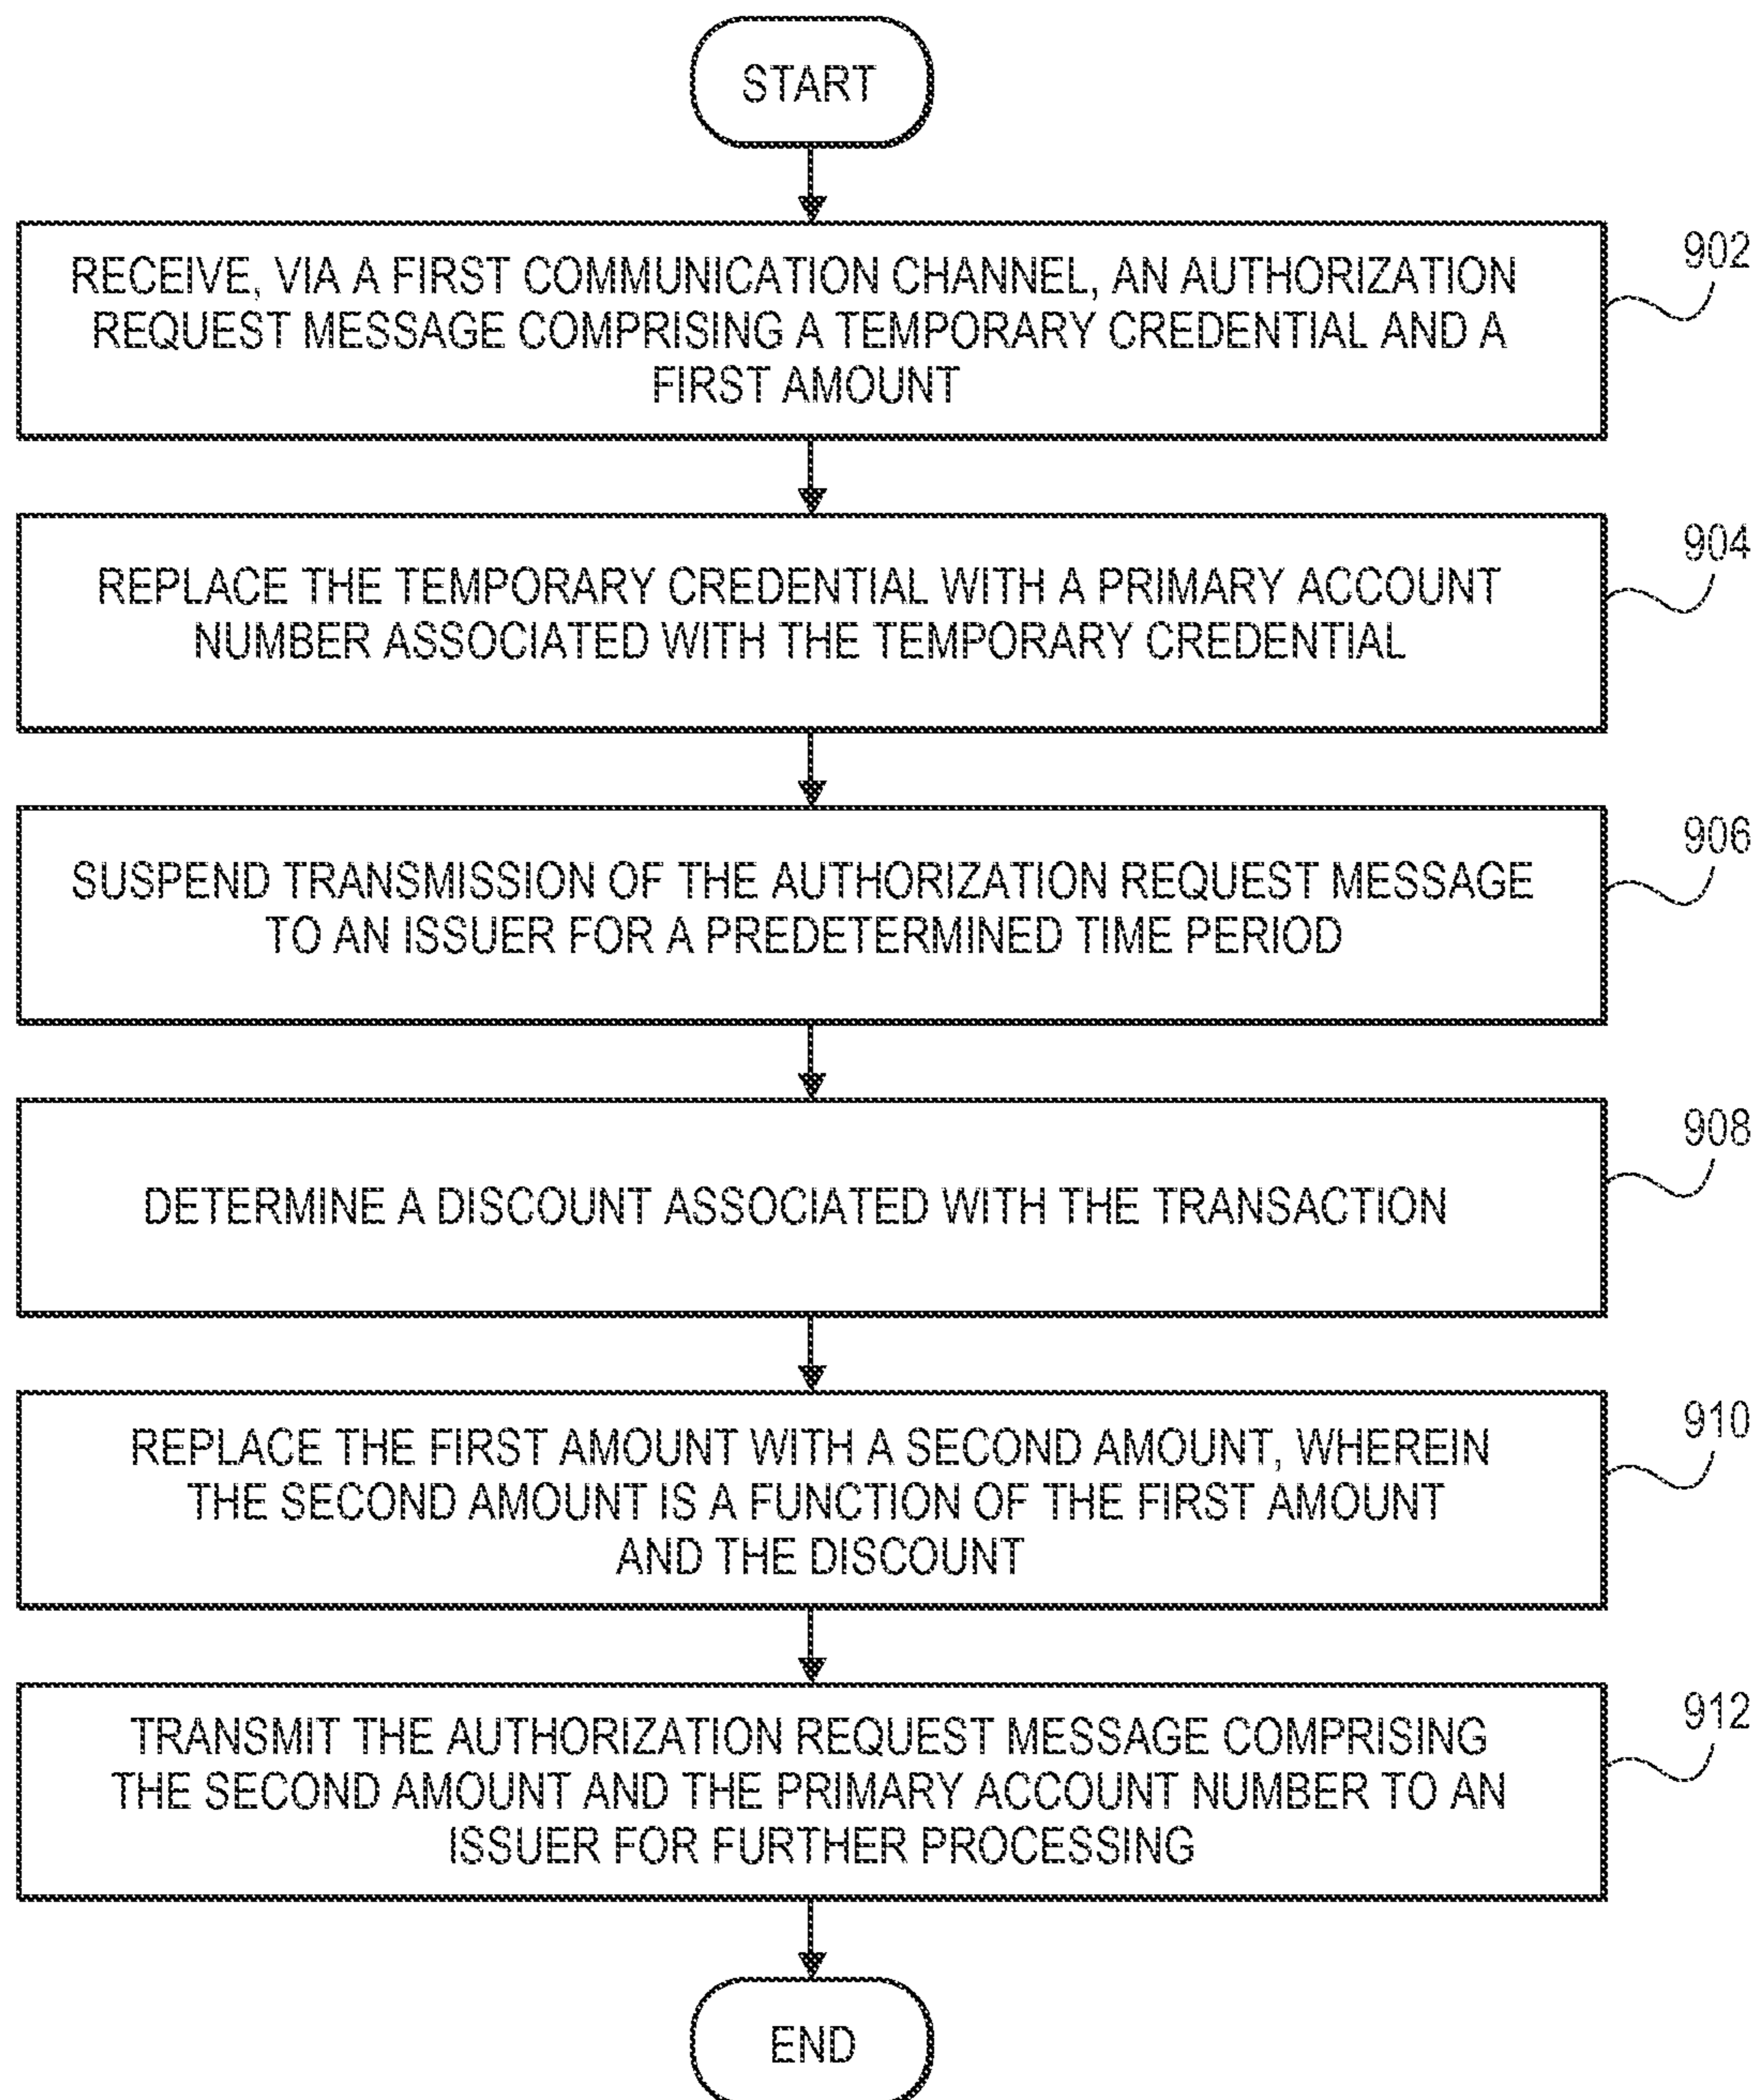 START
RECEIVE, VIA A FIRST COMMUNICATION CHANNEL, AN AUTHORIZATION
REQUEST MESSAGE COMPRISING A TEMPORARY CREDENTIAL AND A
FIRST AMOUNT
902
REPLACE THE TEMPORARY CREDENTIAL WITH A PRIMARY ACCOUNT
NUMBER ASSOCIATED WITH THE TEMPORARY CREDENTIAL
904
SUSPEND TRANSMISSION OF THE AUTHORIZATION REQUEST MESSAGE
TO AN ISSUER FOR A PREDETERMINED TIME PERIOD
906
DETERMINE A DISCOUNT ASSOCIATED WITH THE TRANSACTION
908
REPLACE THE FIRST AMOUNT WITH A SECOND AMOUNT, WHEREIN
THE SECOND AMOUNT IS A FUNCTION OF THE FIRST AMOUNT
AND THE DISCOUNT
910
TRANSMIT THE AUTHORIZATION REQUEST MESSAGE COMPRISING
THE SECOND AMOUNT AND THE PRIMARY ACCOUNT NUMBER TO AN
ISSUER FOR FURTHER PROCESSING
912
END